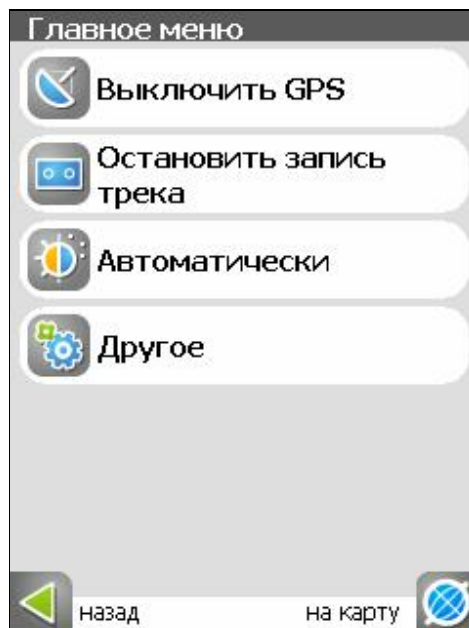 Главное меню
Выключить GPS
Остановить запись
трека
Автоматически
Другое
назад
на карту